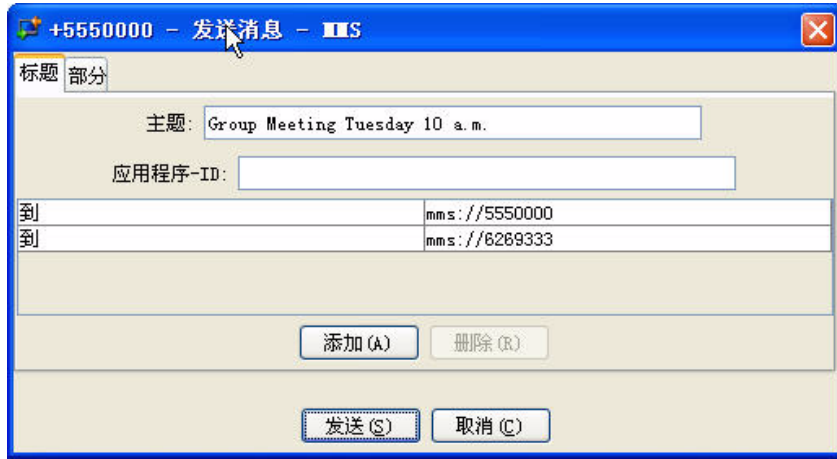 +5550000 - 发送消息 - MMS
标题 部分
主题: Group Meeting Tuesday 10 a.m.
应用程序-ID:
到 mms://5550000
到 mms://6269333
添加(A) 删除(R)
发送(S) 取消(C)